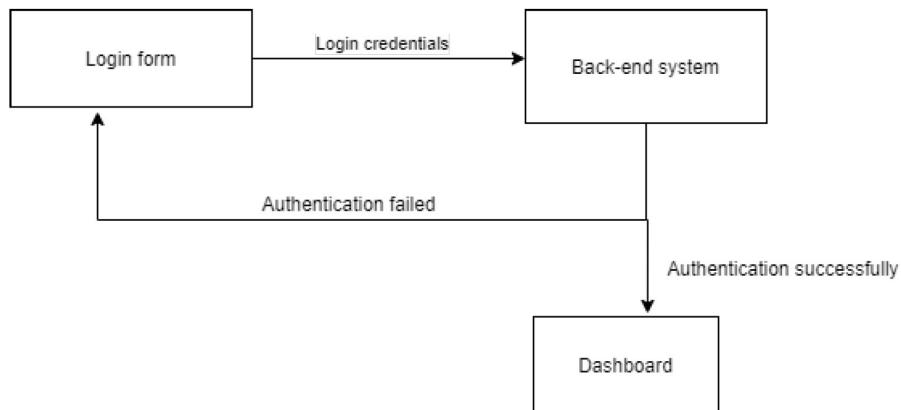 Login form
Login credentials
Back-end system
Authentication failed
Authentication successfully
Dashboard